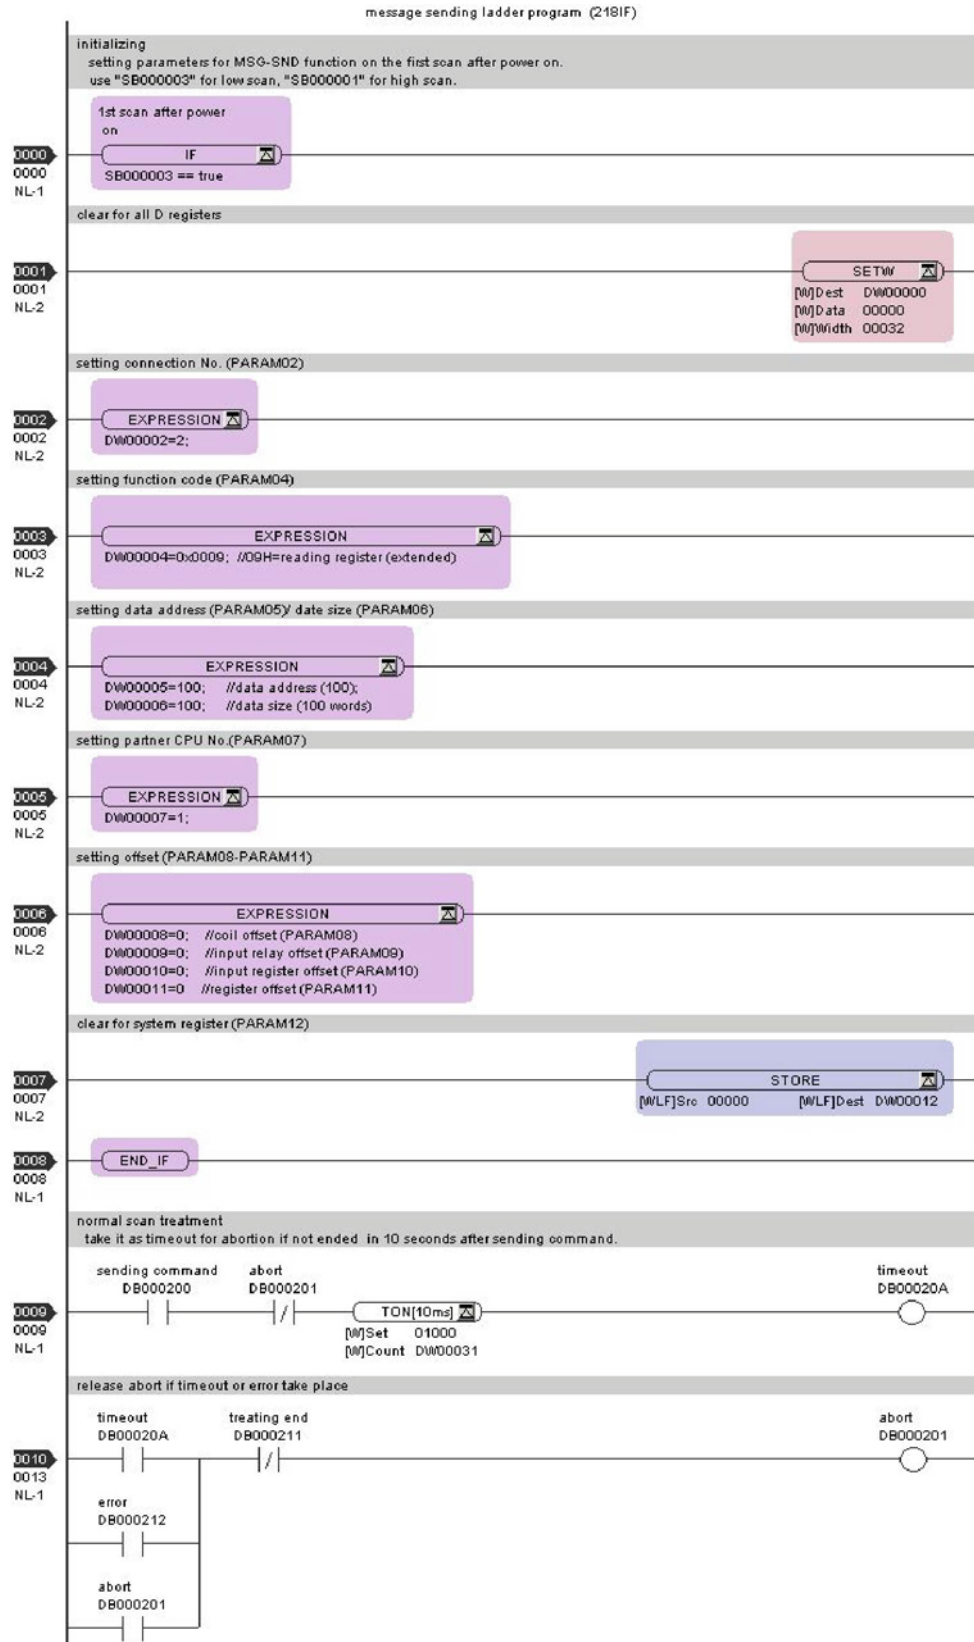 message sending ladder program (218IF)
initializing
setting parameters for MSG-SND function on the first scan after power on.
use "SB000003" for low scan, "SB000001" for high scan.
1st scan after power
on
0000
IF
0000
SB000003 == true
NL-1
clear for all D registers
0001
SETW
0001
[W]Dest DW00000
NL-2
[W]Data 00000
[W]Width 00032
setting connection No. (PARAM02)
0002
EXPRESSION
0002
DW00002=2;
NL-2
setting function code (PARAM04)
0003
EXPRESSION
0003
DW00004=0x0009; //09H=reading register (extended)
NL-2
setting data address (PARAM05)/ date size (PARAM06)
0004
EXPRESSION
0004
DW00005=100; //data address (100);
NL-2
DW00006=100; //data size (100 words)
setting partner CPU No.(PARAM07)
0005
EXPRESSION
0005
DW00007=1;
NL-2
setting offset (PARAM08-PARAM11)
0006
EXPRESSION
0006
DW00008=0; //coil offset (PARAM08)
NL-2
DW00009=0; //input relay offset (PARAM09)
DW00010=0; //input register offset (PARAM10)
DW00011=0 //register offset (PARAM11)
clear for system register (PARAM12)
0007
STORE
0007
[WLF]Src 00000 [WLF]Dest DW00012
NL-2
0008
END_IF
0008
NL-1
normal scan treatment
take it as timeout for abortion if not ended in 10 seconds after sending command.
sending command abort timeout
DB000200 DB000201 DB00020A
0009
TON[10ms]
0009
[W]Set 01000
NL-1
[W]Count DW00031
release abort if timeout or error take place
timeout treating end abort
DB00020A DB000211 DB000201
0010
0013
NL-1
error
DB000212
abort
DB000201